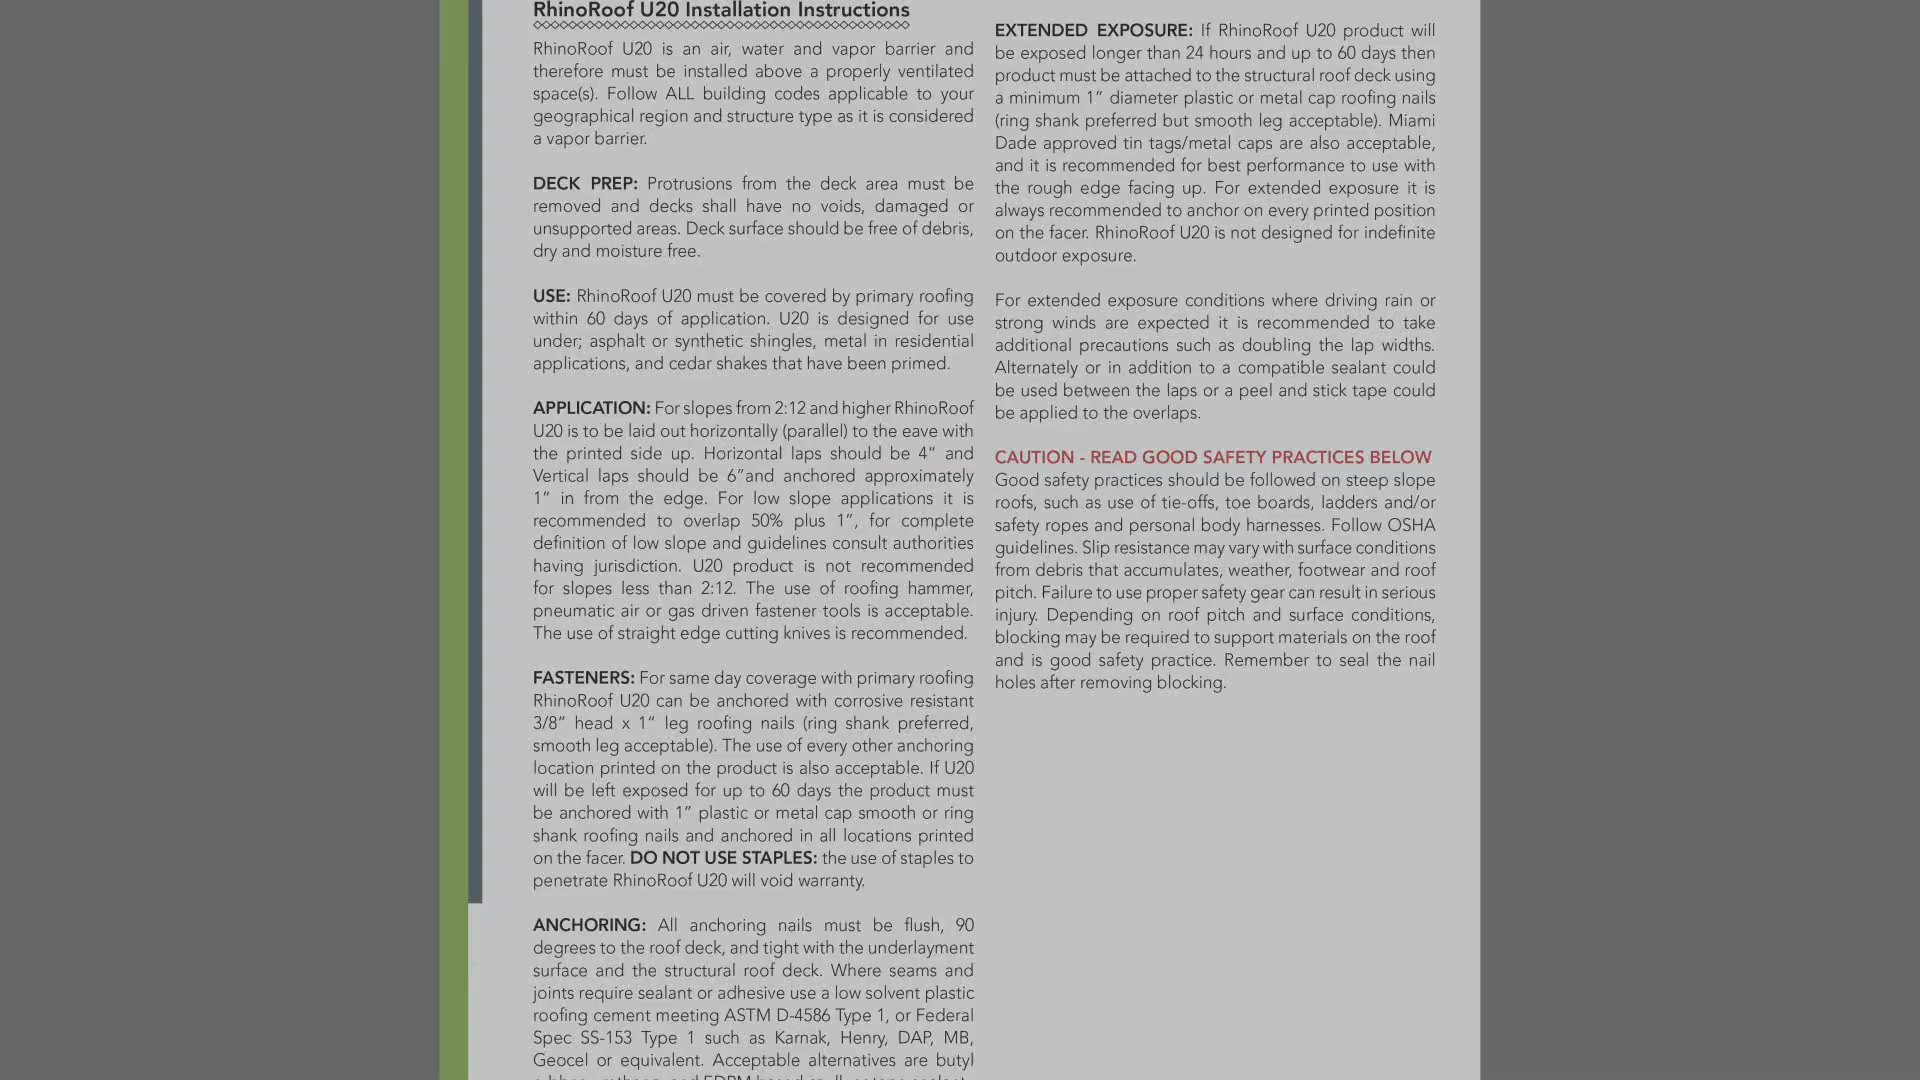 RhinoRoof U20 Installation Instructions
RhinoRoof U20 is an air, water and vapor barrier and
therefore must be installed above a properly ventilated
space(s). Follow ALL building codes applicable to your
geographical region and structure type as it is considered
a vapor barrier.
DECK PREP: Protrusions from the deck area must be
removed and decks shall have no voids, damaged or
unsupported areas. Deck surface should be free of debris,
dry and moisture free.
USE: RhinoRoof U20 must be covered by primary roofing
within 60 days of application. U20 is designed for use
under; asphalt or synthetic shingles, metal in residential
applications, and cedar shakes that have been primed.
APPLICATION: For slopes from 2:12 and higher RhinoRoof
U20 is to be laid out horizontally (parallel) to the eave with
the printed side up. Horizontal laps should be 4“ and
Vertical laps should be 6”and anchored approximately
1” in from the edge. For low slope applications it is
recommended to overlap 50% plus 1”, for complete
definition of low slope and guidelines consult authorities
having jurisdiction. U20 product is not recommended
for slopes less than 2:12. The use of roofing hammer,
pneumatic air or gas driven fastener tools is acceptable.
The use of straight edge cutting knives is recommended.
FASTENERS: For same day coverage with primary roofing
RhinoRoof U20 can be anchored with corrosive resistant
3/8” head x 1“ leg roofing nails (ring shank preferred,
smooth leg acceptable). The use of every other anchoring
location printed on the product is also acceptable. If U20
will be left exposed for up to 60 days the product must
be anchored with 1” plastic or metal cap smooth or ring
shank roofing nails and anchored in all locations printed
on the facer. DO NOT USE STAPLES: the use of staples to
penetrate RhinoRoof U20 will void warranty.
ANCHORING: All anchoring nails must be flush, 90
degrees to the roof deck, and tight with the underlayment
surface and the structural roof deck. Where seams and
joints require sealant or adhesive use a low solvent plastic
roofing cement meeting ASTM D-4586 Type 1, or Federal
Spec SS-153 Type 1 such as Karnak, Henry, DAP, MB,
Geocel or equivalent. Acceptable alternatives are butyl
EXTENDED EXPOSURE: If RhinoRoof U20 product will
be exposed longer than 24 hours and up to 60 days then
product must be attached to the structural roof deck using
a minimum 1” diameter plastic or metal cap roofing nails
(ring shank preferred but smooth leg acceptable). Miami
Dade approved tin tags/metal caps are also acceptable,
and it is recommended for best performance to use with
the rough edge facing up. For extended exposure it is
always recommended to anchor on every printed position
on the facer. RhinoRoof U20 is not designed for indefinite
outdoor exposure.
For extended exposure conditions where driving rain or
strong winds are expected it is recommended to take
additional precautions such as doubling the lap widths.
Alternately or in addition to a compatible sealant could
be used between the laps or a peel and stick tape could
be applied to the overlaps.
CAUTION - READ GOOD SAFETY PRACTICES BELOW
Good safety practices should be followed on steep slope
roofs, such as use of tie-offs, toe boards, ladders and/or
safety ropes and personal body harnesses. Follow OSHA
guidelines. Slip resistance may vary with surface conditions
from debris that accumulates, weather, footwear and roof
pitch. Failure to use proper safety gear can result in serious
injury. Depending on roof pitch and surface conditions,
blocking may be required to support materials on the roof
and is good safety practice. Remember to seal the nail
holes after removing blocking.